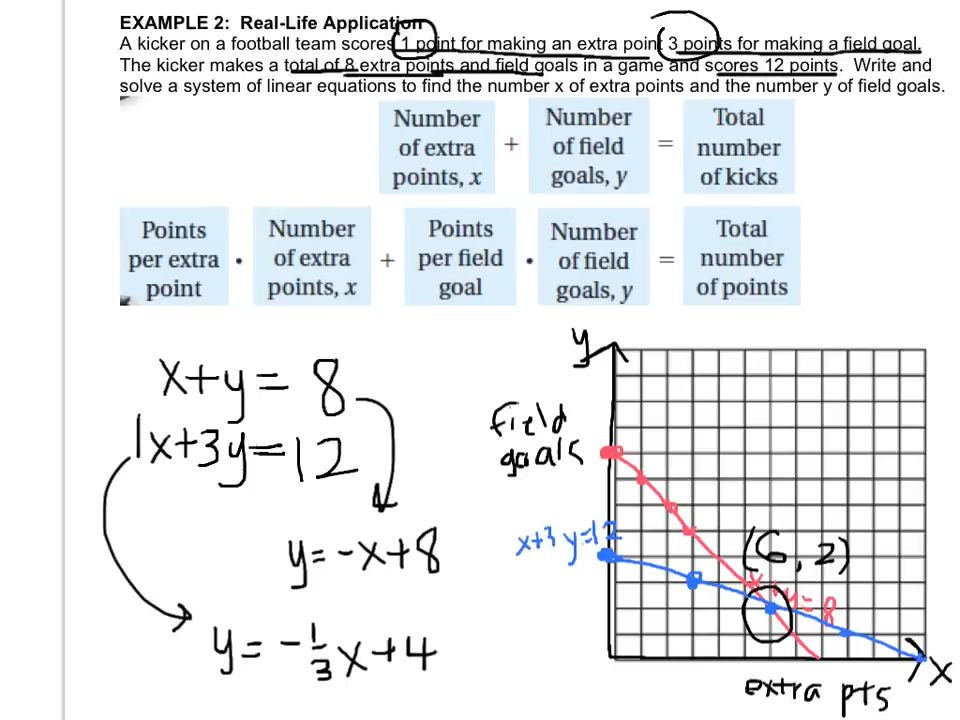 EXAMPLE 2: Real-Life Application
A kicker on a football team scores 1 point for making an extra point 3 points for making a field goal.
The kicker makes a total of 8 extra points and field goals in a game and scores 12 points. Write and
solve a system of linear equations to find the number x of extra points and the number y of field goals.
Number of extra points, x + Number of field goals, y = Total number of kicks
Points per extra point • Number of extra points, x + Points per field goal • Number of field goals, y = Total number of points
x+y=8
1x+3y=12
y=-x+8
y=-1/3x+4
y
field
goals
x+3y=12
(6,2)
x+y=8
x
extra pts